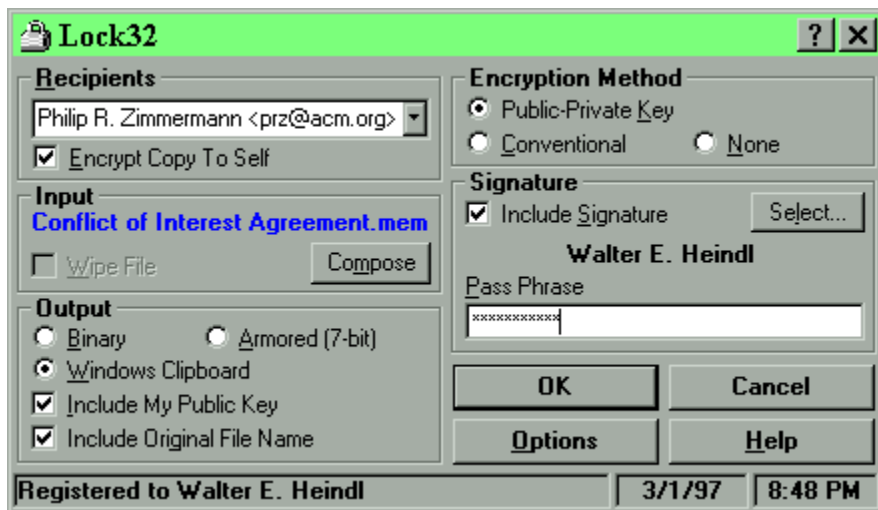 Lock32
?
Recipients
Philip R. Zimmermann <prz@acm.org>
Encrypt Copy To Self
Input
Conflict of Interest Agreement.mem
Wipe File
Compose
Output
Binary
Armored (7-bit)
Windows Clipboard
Include My Public Key
Include Original File Name
Encryption Method
Public-Private Key
Conventional
None
Signature
Include Signature
Select...
Walter E. Heindl
Pass Phrase
***********
OK
Cancel
Options
Help
Registered to Walter E. Heindl
3/1/97
8:48 PM